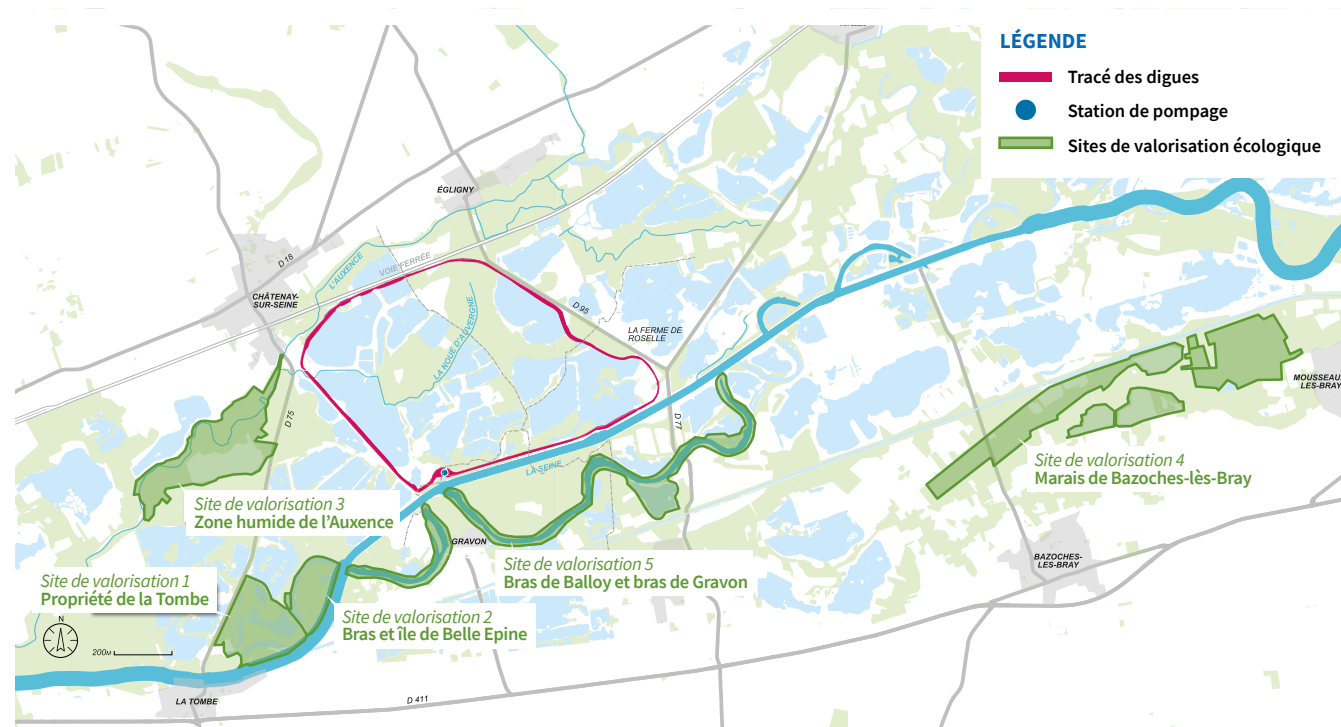 LÉGENDE
Tracé des digues
Station de pompage
Sites de valorisation écologique
ÉGLIGNY
D 18
L'AUXENCE
VOIE FERRÉE
CHÂTENAY-
SUR-SEINE
LA NOUE D'AUVERGNE
D 95
LA FERME DE
ROSELLE
MOUSSEAUX-
LES-BRAY
D 75
D 77
LA SEINE
Site de valorisation 4
Marais de Bazoches-lès-Bray
Site de valorisation 3
Zone humide de l'Auxence
GRAVON
BAZOCHES-
LES-BRAY
Site de valorisation 5
Bras de Balloy et bras de Gravon
Site de valorisation 1
Propriété de la Tombe
Site de valorisation 2
Bras et île de Belle Epine
N
200M
LA TOMBE
D 411